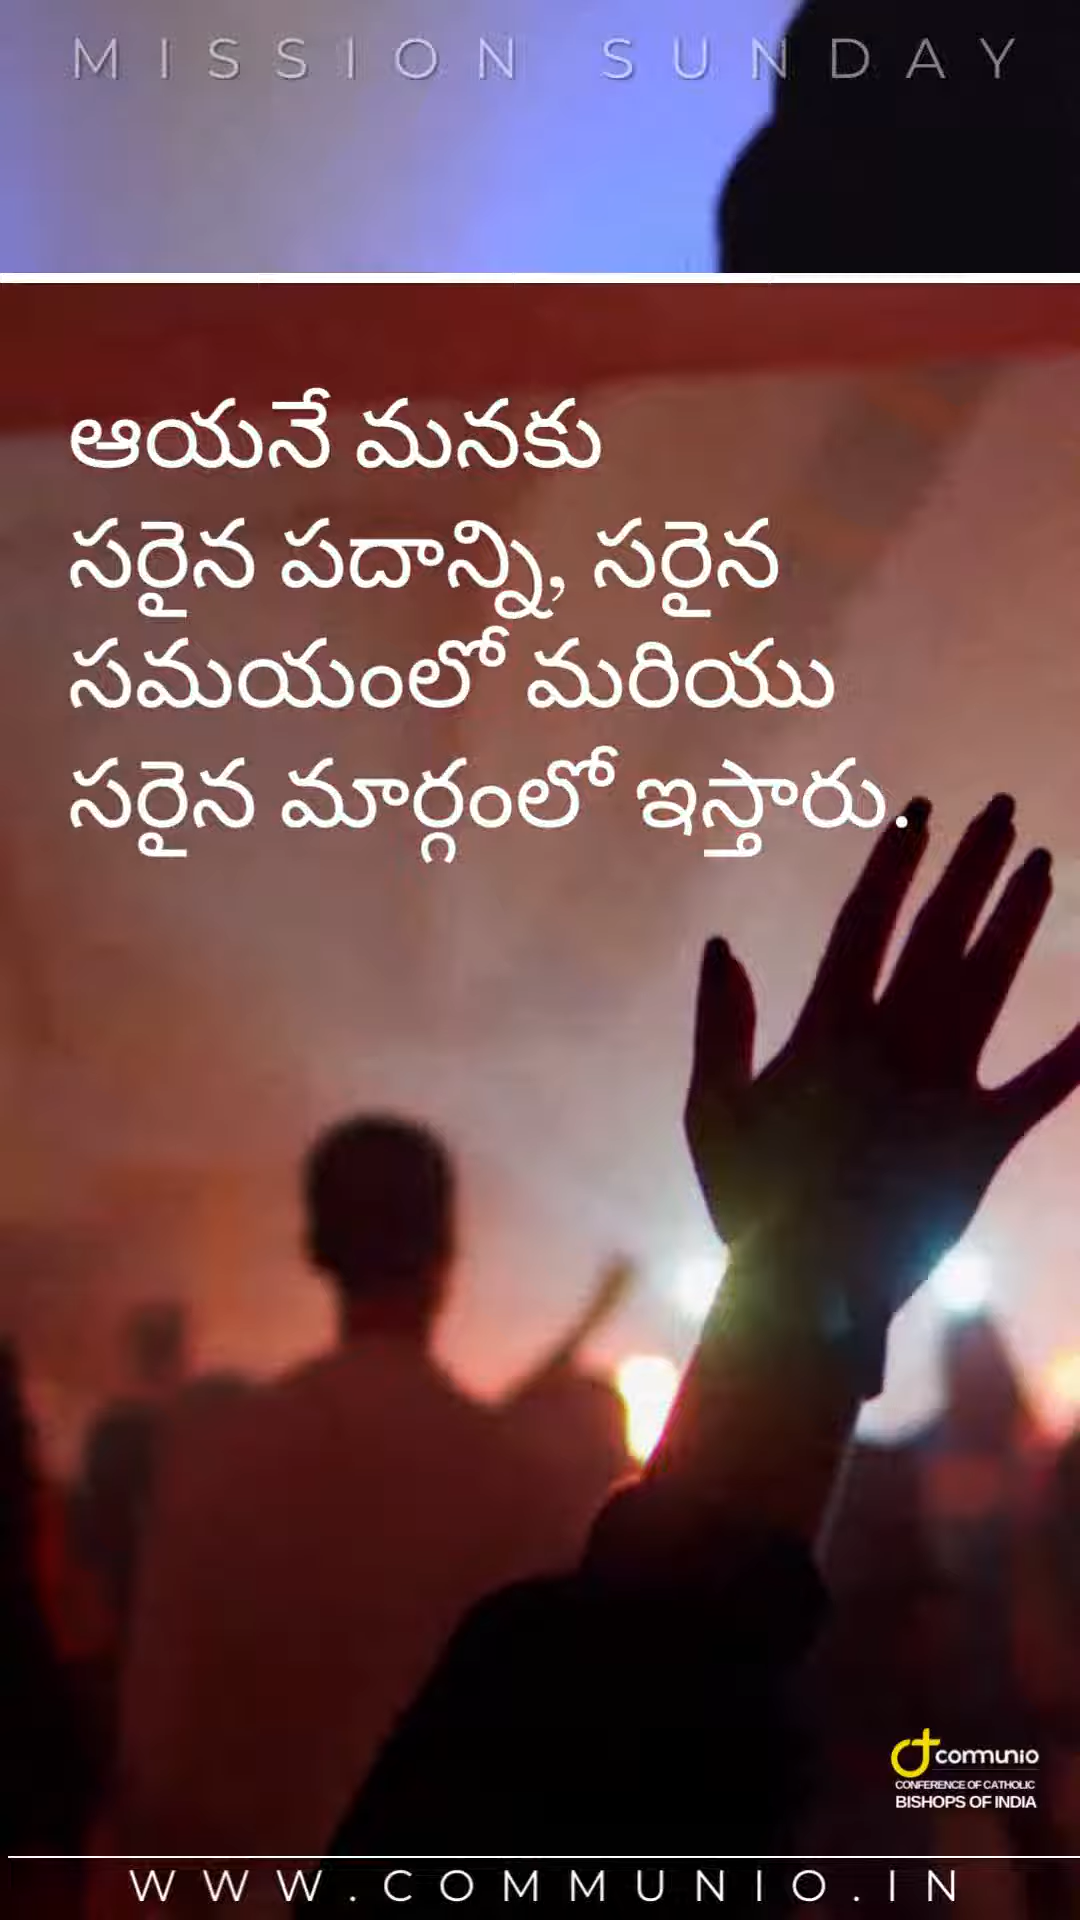 MISSION SUNDAY
ఆయనే మనకు
సరైన పదాన్ని, సరైన
సమయంలో మరియు
సరైన మార్గంలో ఇస్తారు.
communio
CONFERENCE OF CATHOLIC
BISHOPS OF INDIA
WWW.COMMUNIO.IN